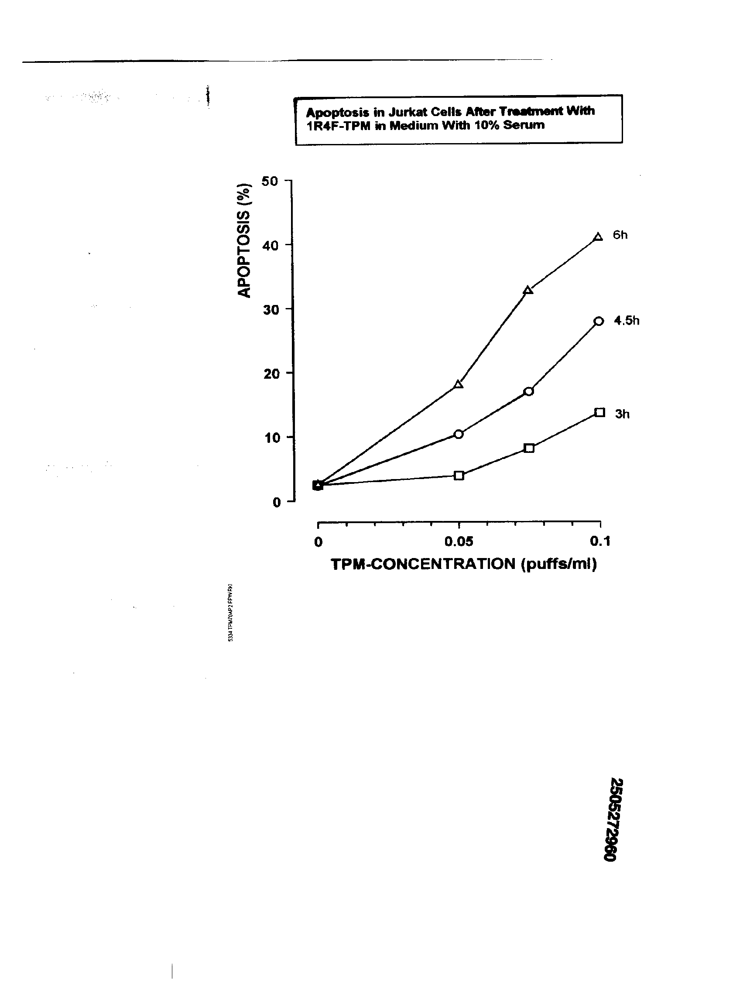 Apoptosis in Jurkat Cells After Treatment With
1R4F-TPM in Medium With 10% Serum
APOPTOSIS (%)
50
40
30
20
10
0
6h
4.5h
3h
0
0.05
0.1
TPM-CONCENTRATION (puffs/ml)
2505272960